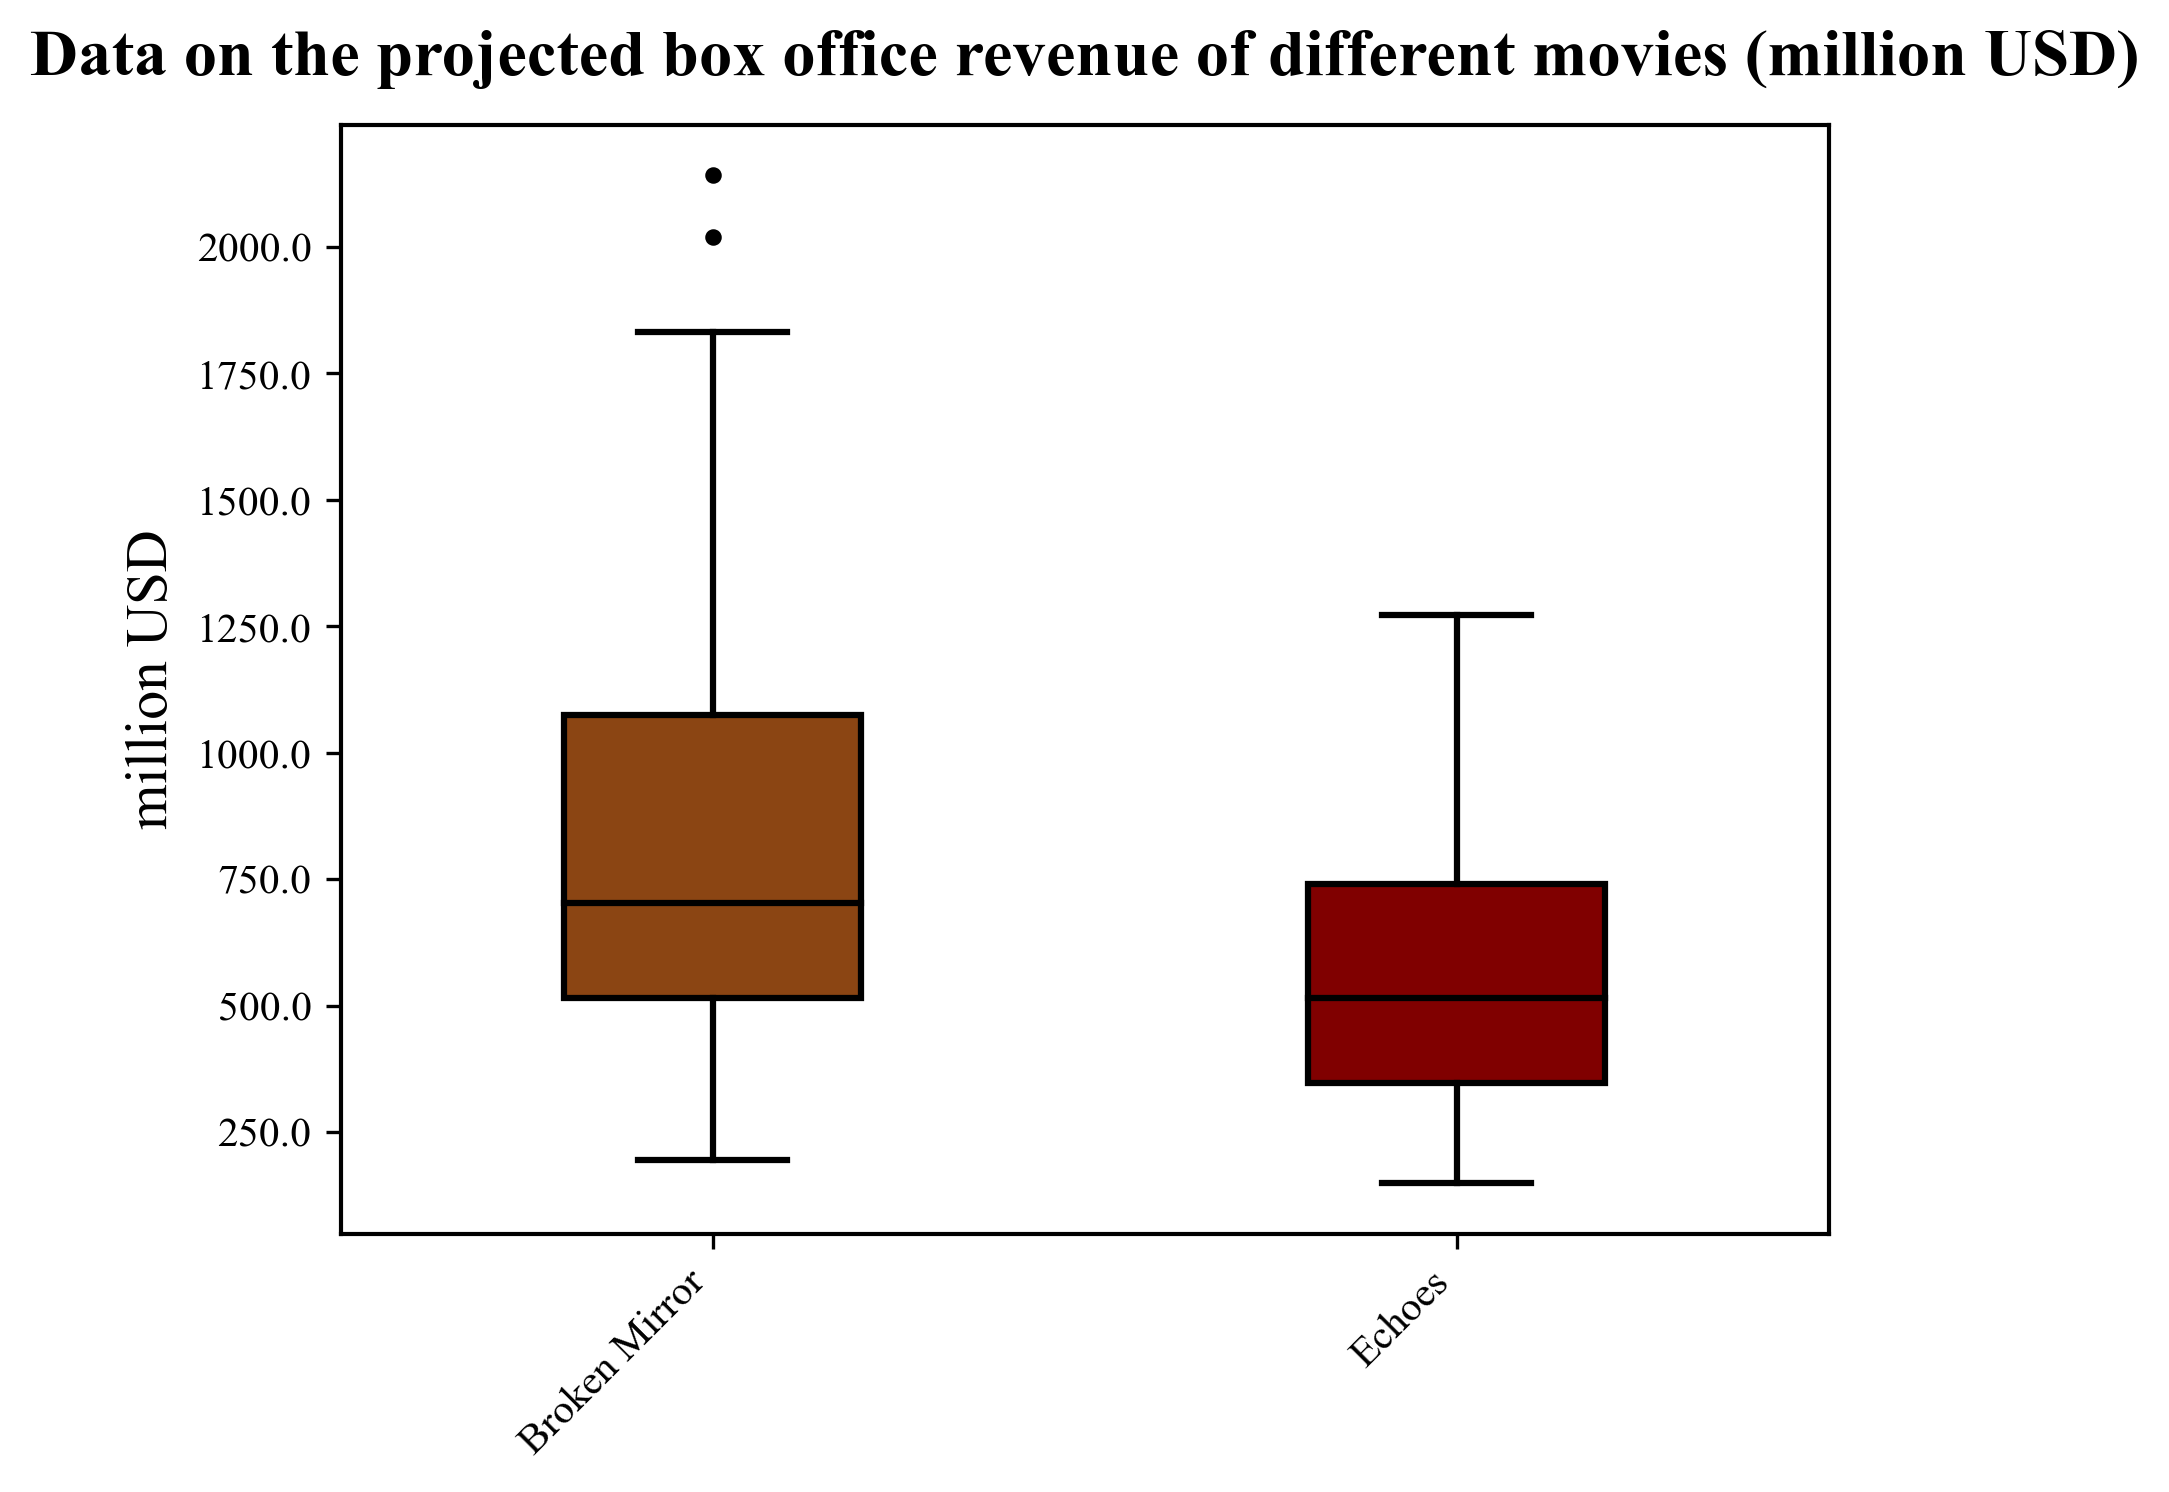 Data on the projected box office revenue of different movies (million USD)
million USD
2000.0
1750.0
1500.0
1250.0
1000.0
750.0
500.0
250.0
Broken Mirror
Echoes